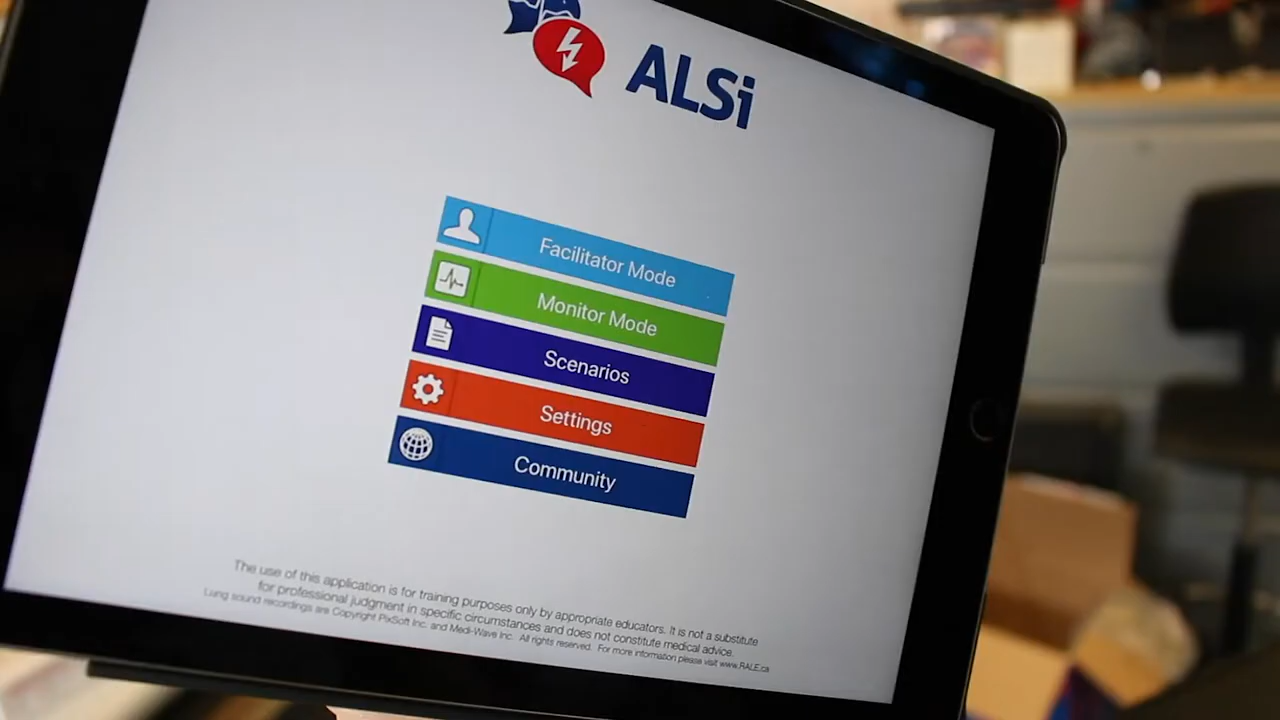 ALSi
Facilitator Mode
Monitor Mode
Scenarios
Settings
Community
The use of this application is for training purposes only by appropriate educators. It is not a substitute
for professional judgment in specific circumstances and does not constitute medical advice.
Lung sound recordings are Copyright PixSoft Inc. and Medi-Wave Inc. All rights reserved. For more information please visit www.RALE.ca